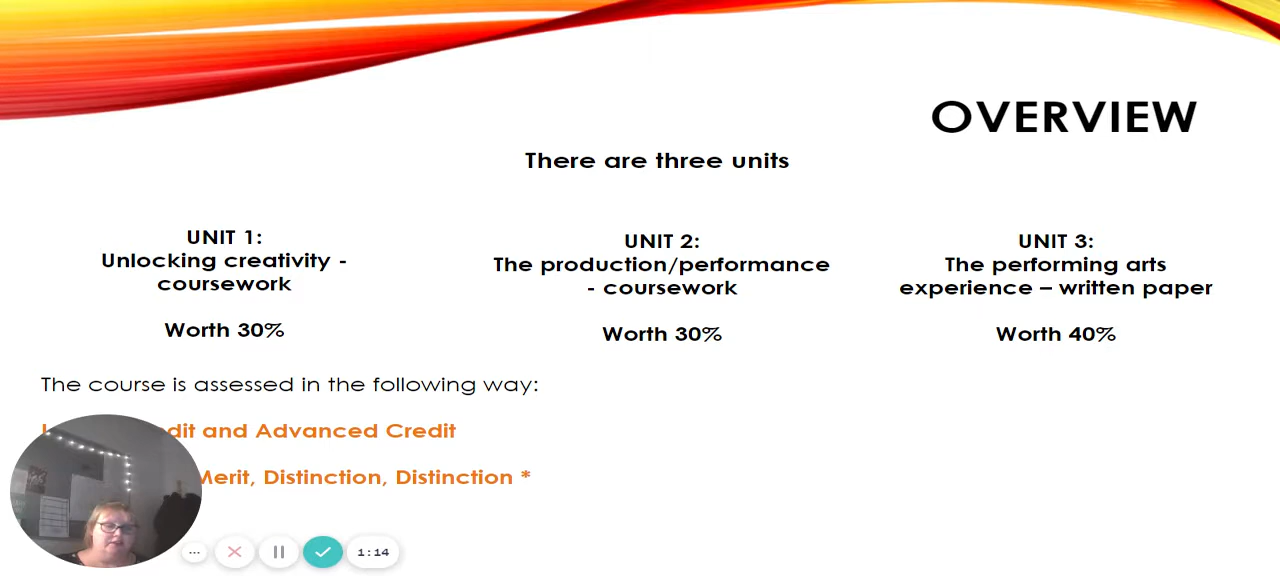 OVERVIEW
There are three units
UNIT 1:
Unlocking creativity -
coursework
Worth 30%
UNIT 2:
The production/performance
- coursework
Worth 30%
UNIT 3:
The performing arts
experience – written paper
Worth 40%
The course is assessed in the following way:
and Advanced Credit
Merit, Distinction, Distinction *
1:14